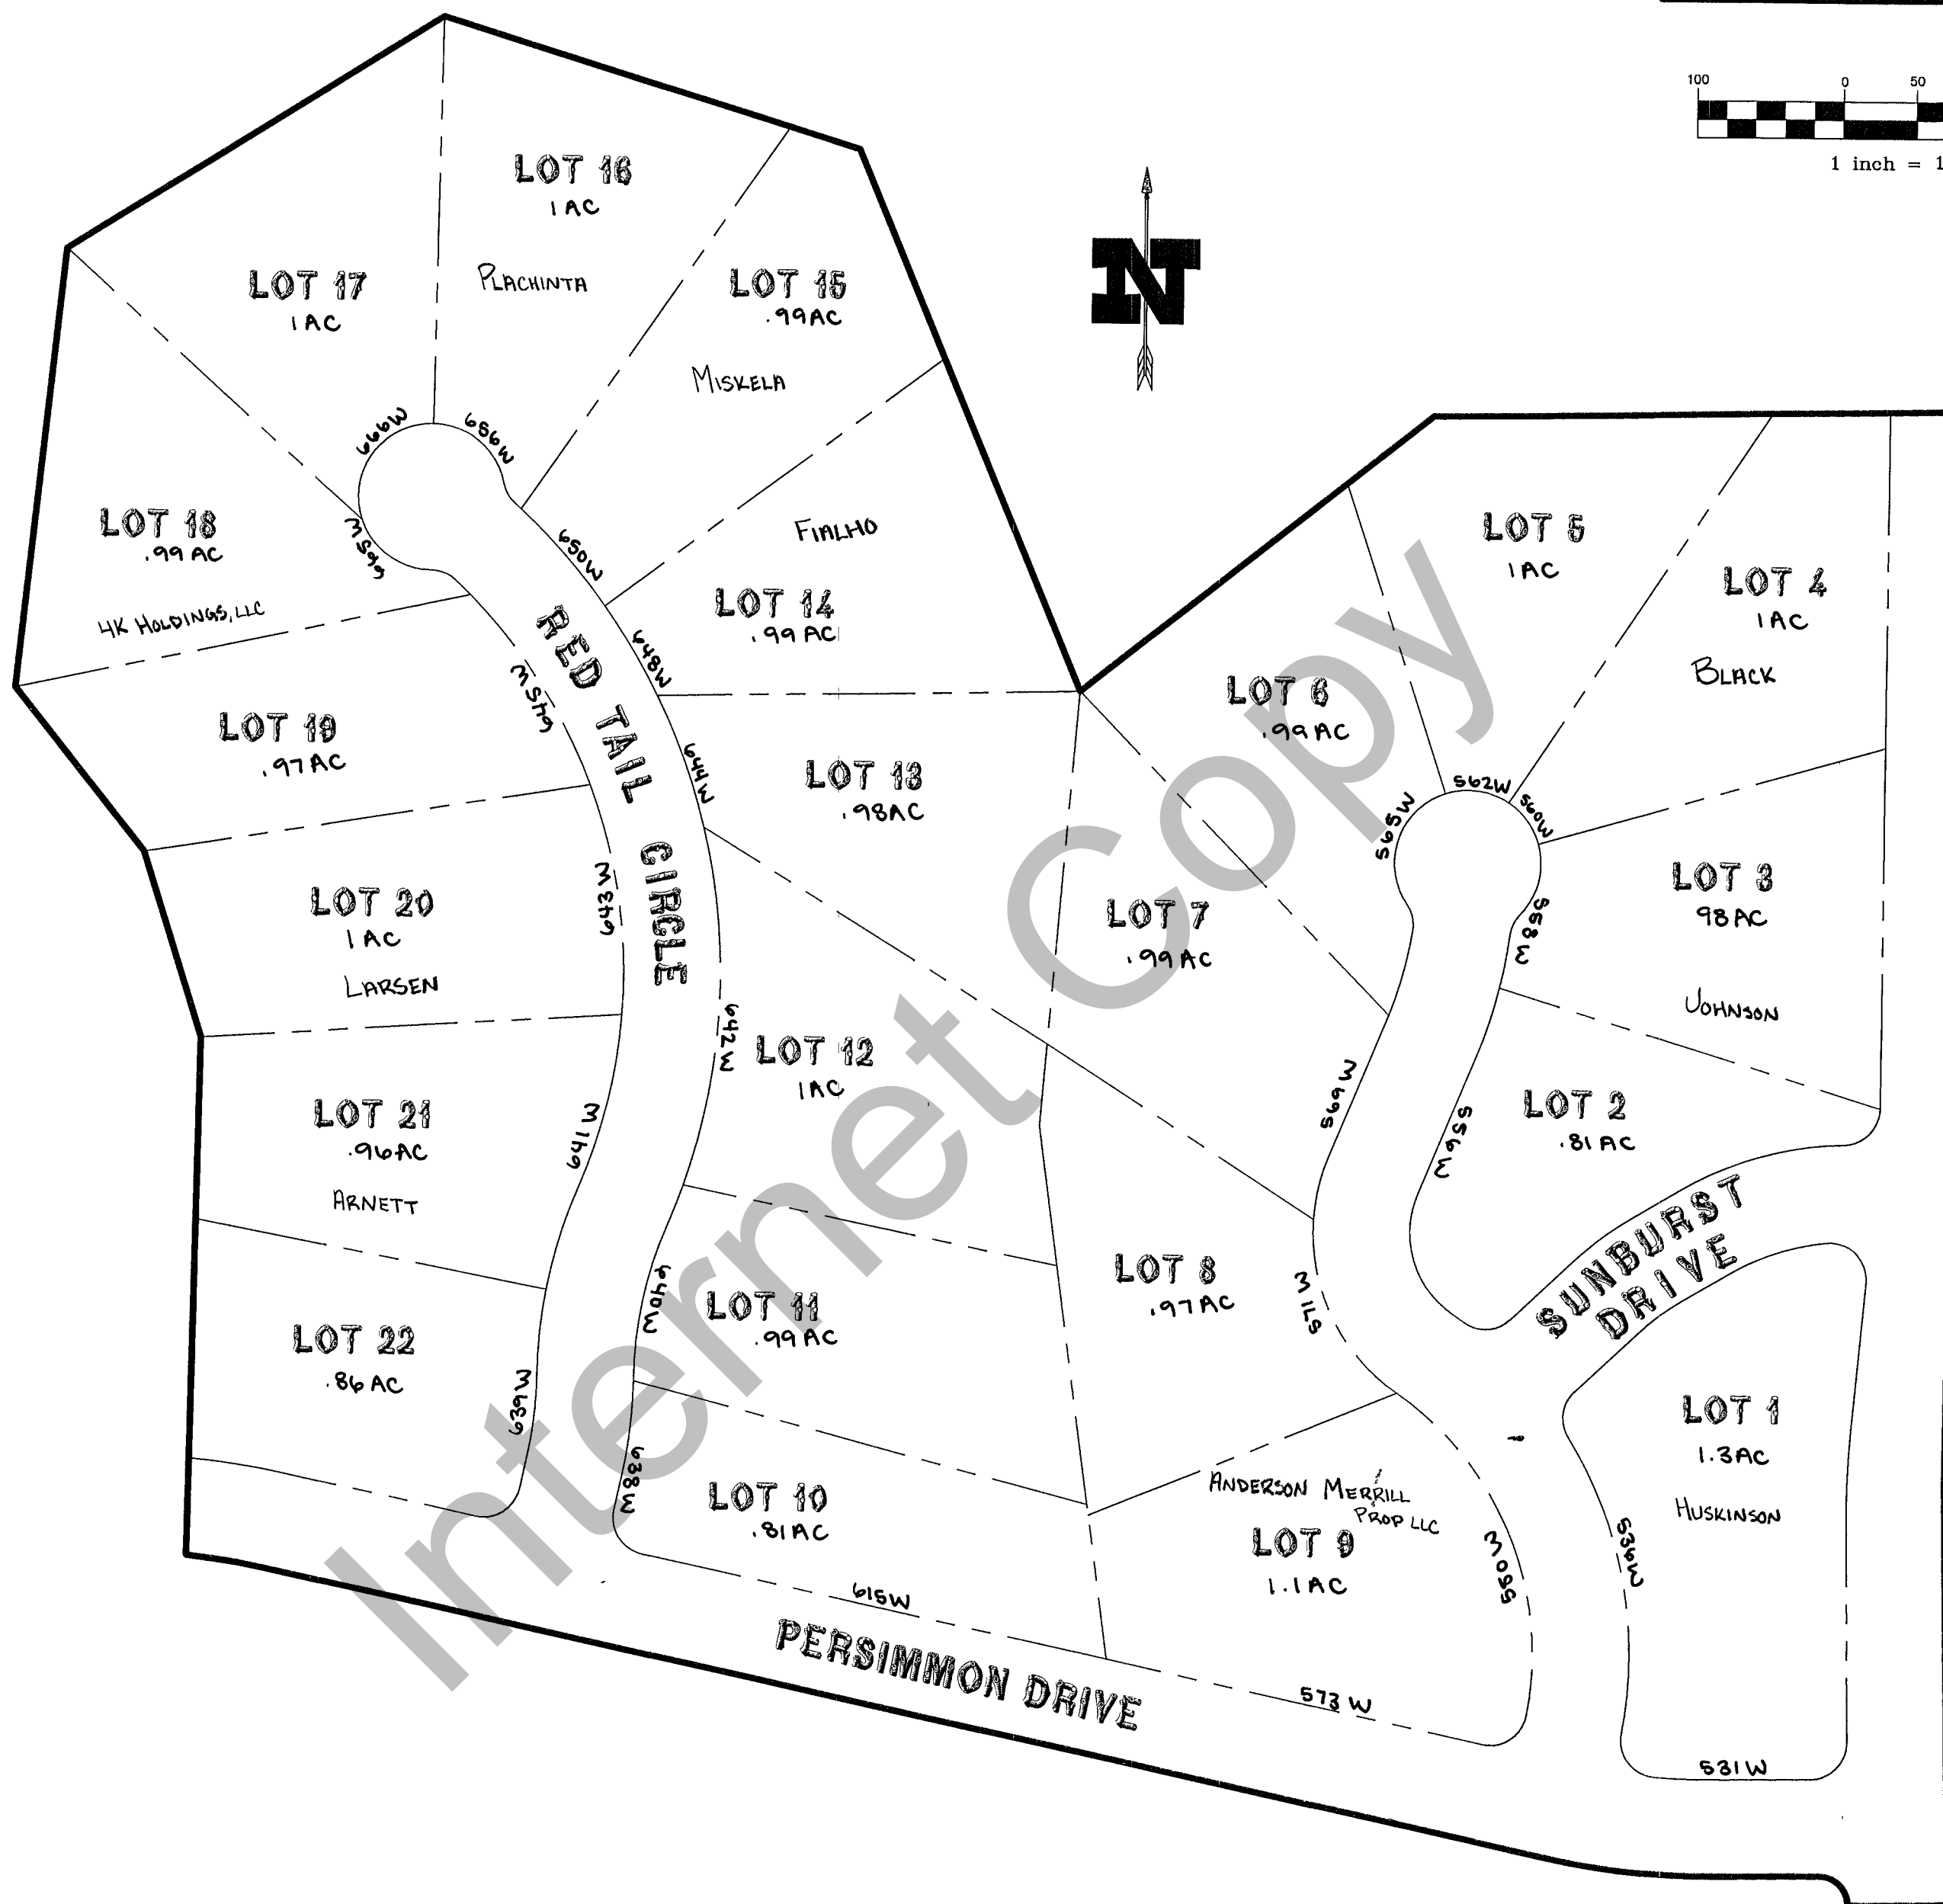 100 0 50
1 inch = 1
N
LOT 16
1 AC
PLACHINTA
LOT 17
1 AC
LOT 15
.99 AC
MISKELA
666W
656W
LOT 18
.99 AC
4K HOLDINGS, LLC
665W
650W
FIALHO
LOT 14
.99 AC
648W
LOT 19
.97 AC
645W
RED TAIL CIRCLE
644W
LOT 13
.98 AC
LOT 20
1 AC
LARSEN
643W
642W
LOT 12
1 AC
LOT 21
.96 AC
ARNETT
641W
LOT 11
.99 AC
640W
LOT 22
.86 AC
639W
638W
LOT 10
.81 AC
615W
PERSIMMON DRIVE
LOT 5
1 AC
LOT 4
1 AC
BLACK
LOT 6
.99 AC
565W
562W
560W
LOT 7
.99 AC
LOT 3
98 AC
JOHNSON
558W
569W
556W
LOT 2
.81 AC
SUNBURST
DRIVE
LOT 8
.97 AC
571W
LOT 1
1.3 AC
HUSKINSON
536W
531W
ANDERSON MERRILL
PROP LLC
LOT 9
1.1 AC
550W
573 W
Internet Copy